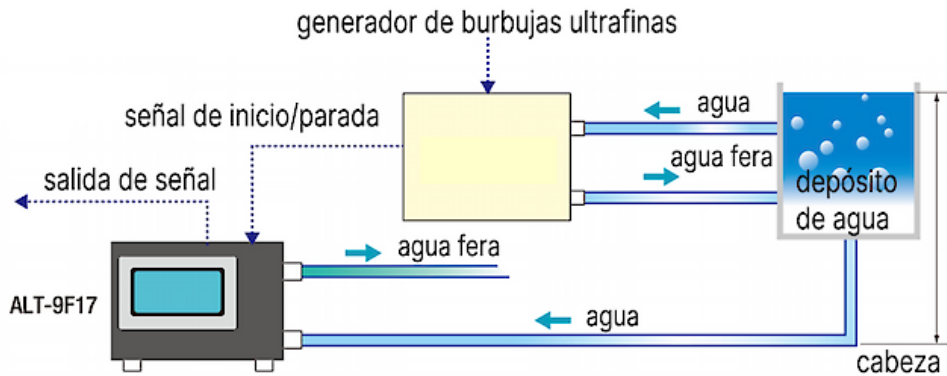 generador de burbujas ultrafinas
señal de inicio/parada
agua
agua fera
salida de señal
depósito
de agua
agua fera
ALT-9F17
agua
cabeza